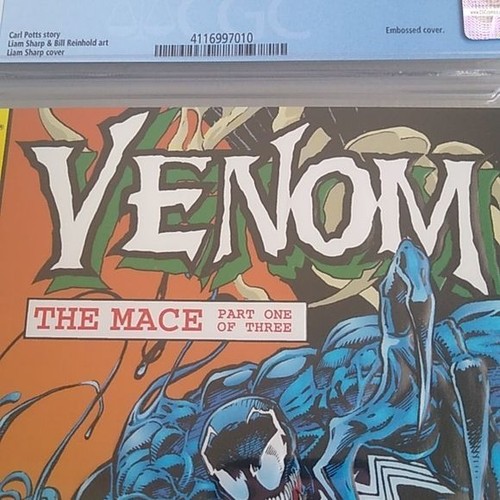 Carl Potts story
Liam Sharp & Bill Reinhold art
Liam Sharp cover
4116997010
Embossed cover.
CGC
VENOM
THE MACE PART ONE
OF THREE